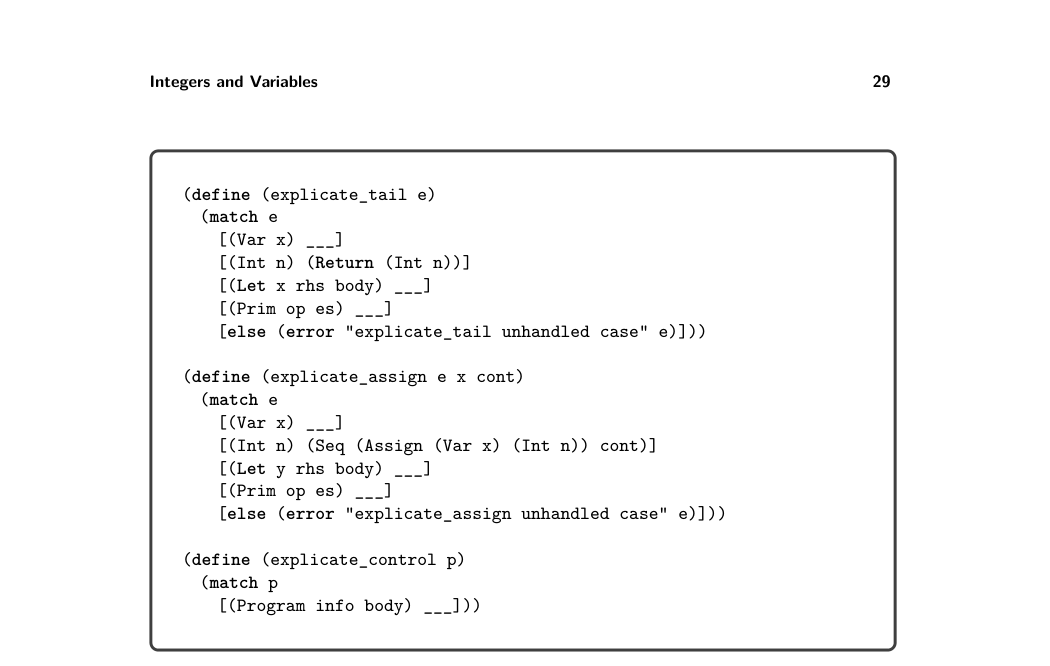 Integers and Variables 29
(define (explicate_tail e)
  (match e
    [(Var x) ___]
    [(Int n) (Return (Int n))]
    [(Let x rhs body) ___]
    [(Prim op es) ___]
    [else (error "explicate_tail unhandled case" e)]))
(define (explicate_assign e x cont)
  (match e
    [(Var x) ___]
    [(Int n) (Seq (Assign (Var x) (Int n)) cont)]
    [(Let y rhs body) ___]
    [(Prim op es) ___]
    [else (error "explicate_assign unhandled case" e)]))
(define (explicate_control p)
  (match p
    [(Program info body) ___]))